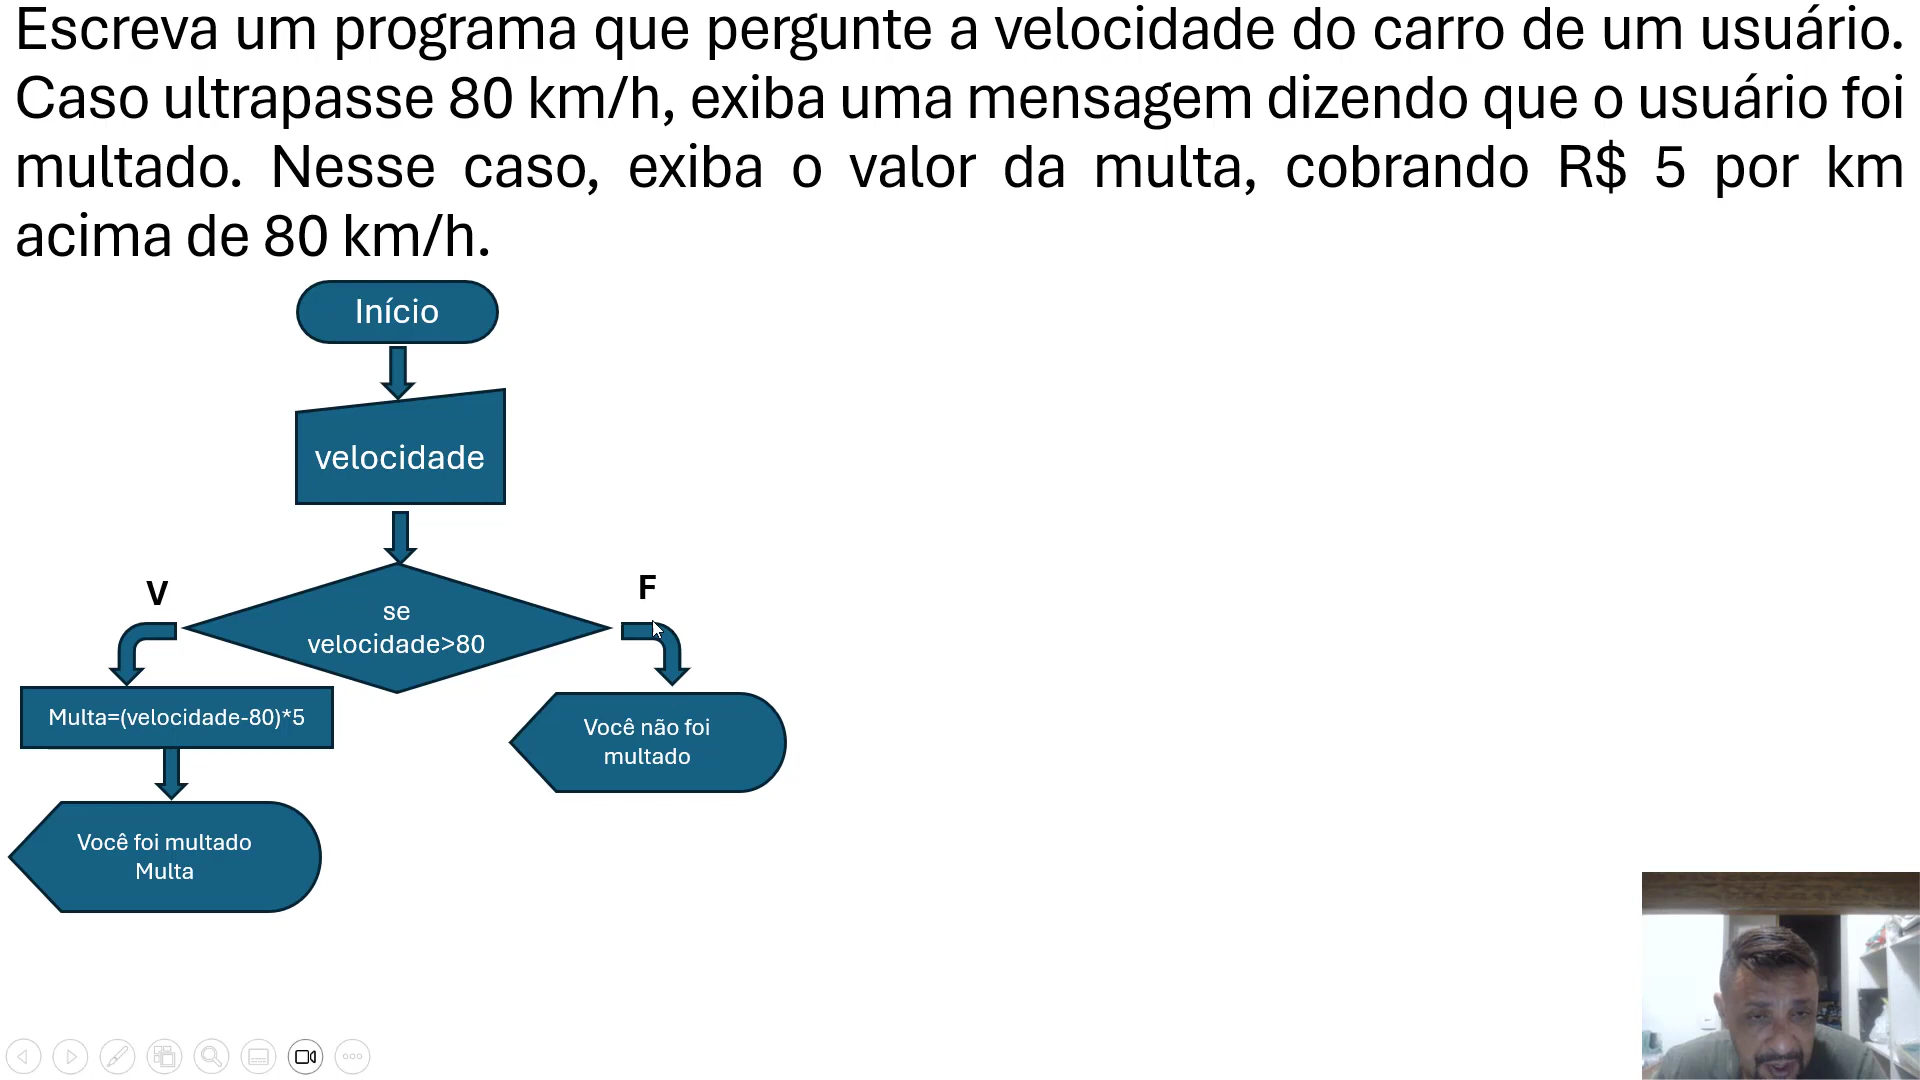 Escreva um programa que pergunte a velocidade do carro de um usuário.
Caso ultrapasse 80 km/h, exiba uma mensagem dizendo que o usuário foi
multado. Nesse caso, exiba o valor da multa, cobrando R$ 5 por km
acima de 80 km/h.
Início
velocidade
V
F
se
velocidade>80
Multa=(velocidade-80)*5
Você não foi
multado
Você foi multado
Multa